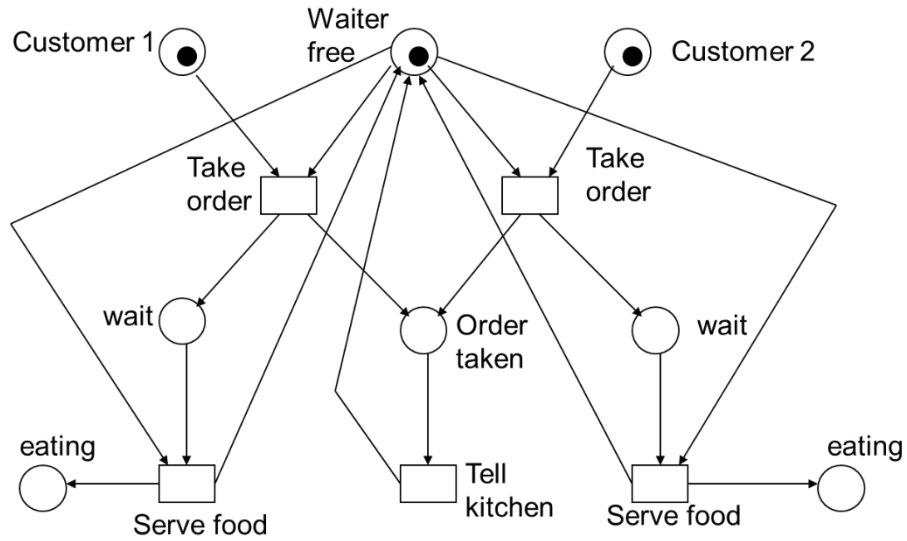 Customer 1
Waiter
free
Customer 2
Take
order
Take
order
wait
Order
taken
wait
eating
Serve food
Tell
kitchen
Serve food
eating